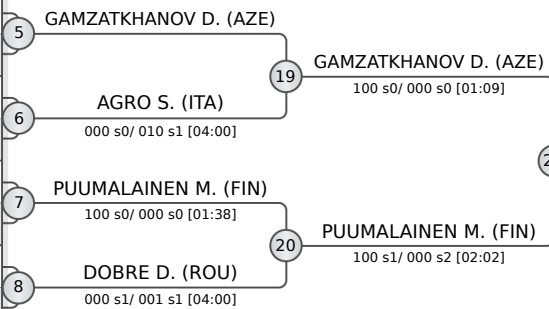 GAMZATKHANOV D. (AZE)
5
19
GAMZATKHANOV D. (AZE)
100 s0/ 000 s0 [01:09]
AGRO S. (ITA)
6
000 s0/ 010 s1 [04:00]
PUUMALAINEN M. (FIN)
7
100 s0/ 000 s0 [01:38]
20
PUUMALAINEN M. (FIN)
100 s1/ 000 s2 [02:02]
DOBRE D. (ROU)
8
000 s1/ 001 s1 [04:00]